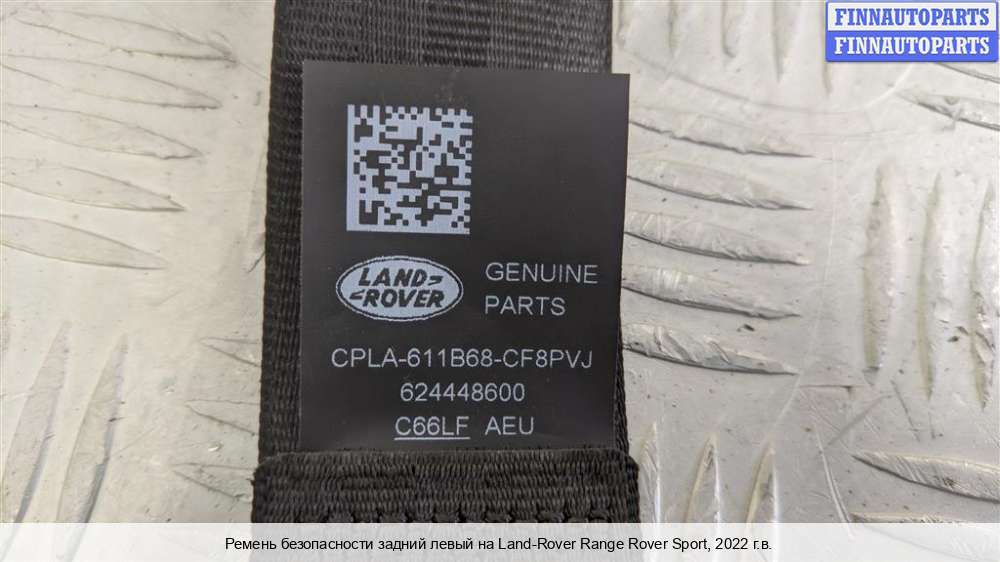 FINNAUTOPARTS
FINNAUTOPARTS
LAND
ROVER
GENUINE
PARTS
CPLA-611B68-CF8PVJ
624448600
C66LF AEU
Ремень безопасности задний левый на Land-Rover Range Rover Sport, 2022 г.в.